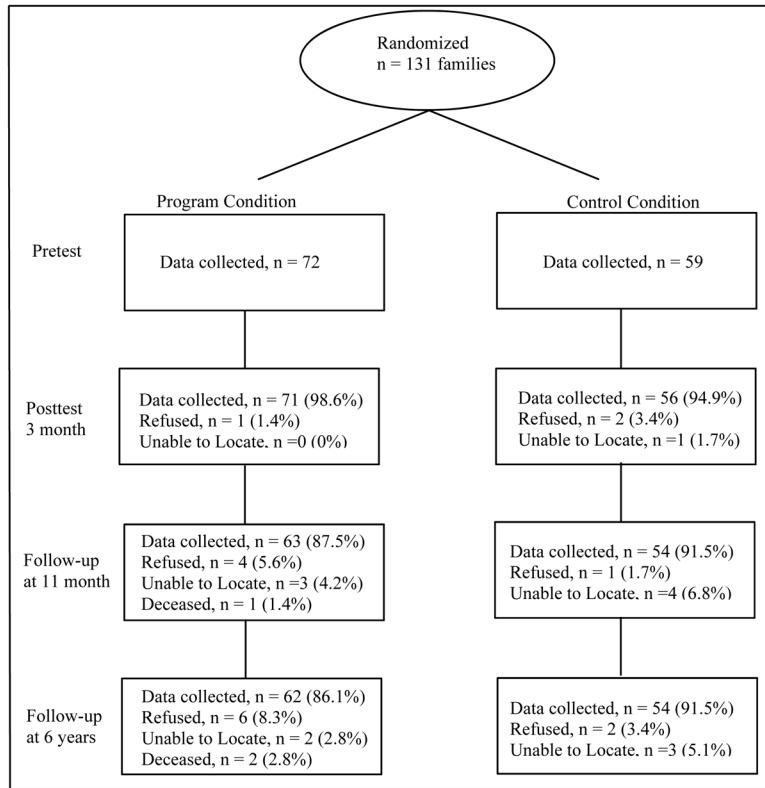 Randomized
n = 131 families
Program Condition
Control Condition
Pretest
Data collected, n = 72
Data collected, n = 59
Posttest
3 month
Data collected, n = 71 (98.6%)
Refused, n = 1 (1.4%)
Unable to Locate, n =0 (0%)
Data collected, n = 56 (94.9%)
Refused, n = 2 (3.4%)
Unable to Locate, n =1 (1.7%)
Follow-up
at 11 month
Data collected, n = 63 (87.5%)
Refused, n = 4 (5.6%)
Unable to Locate, n =3 (4.2%)
Deceased, n = 1 (1.4%)
Data collected, n = 54 (91.5%)
Refused, n = 1 (1.7%)
Unable to Locate, n =4 (6.8%)
Follow-up
at 6 years
Data collected, n = 62 (86.1%)
Refused, n = 6 (8.3%)
Unable to Locate, n = 2 (2.8%)
Deceased, n = 2 (2.8%)
Data collected, n = 54 (91.5%)
Refused, n = 2 (3.4%)
Unable to Locate, n =3 (5.1%)